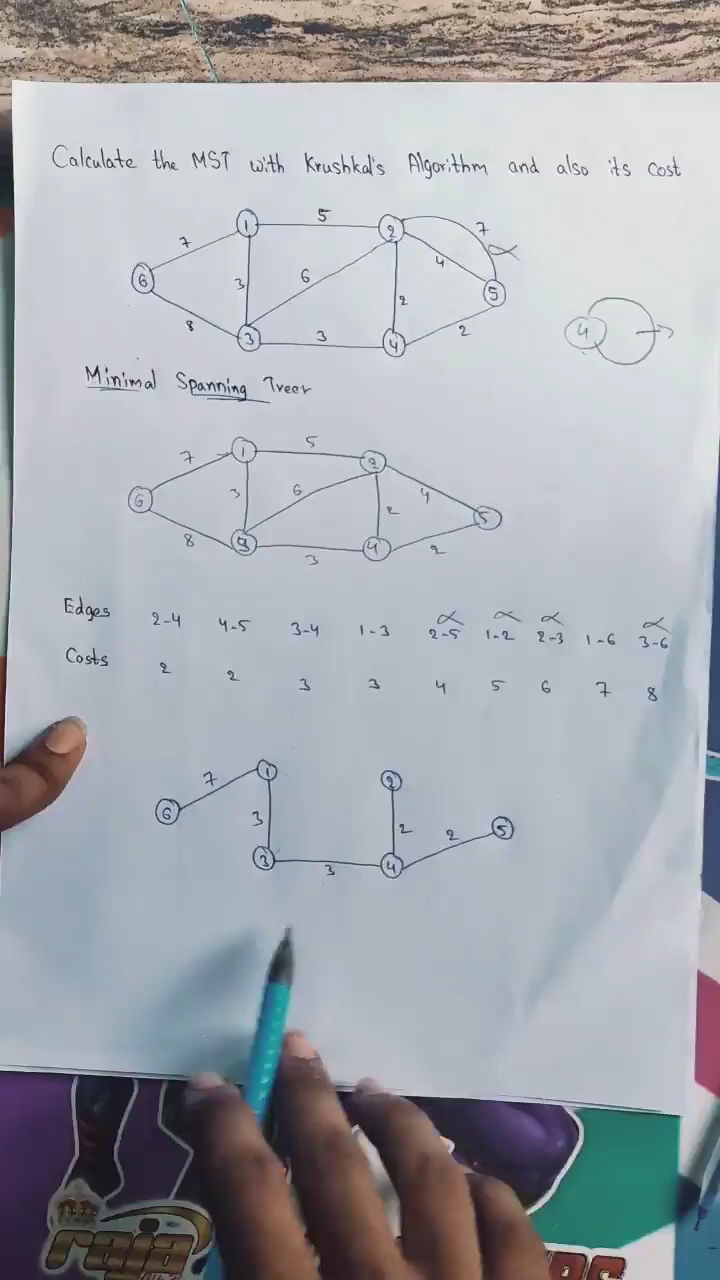 Calculate the MST with Krushkal's Algorithm and also its cost
7 1 5 2 7
6 3 6 4 5
8 3 3 4 2 2
4
Minimal Spanning Treer
7 1 5 2
6 3 6 2 4 5
8 3 3 4 2
Edges 2-4 4-5 3-4 1-3 2-5 1-2 2-3 1-6 3-6
Costs 2 2 3 3 4 5 6 7 8
7 1 2
6 3 2 2 5
3 3 4
raja